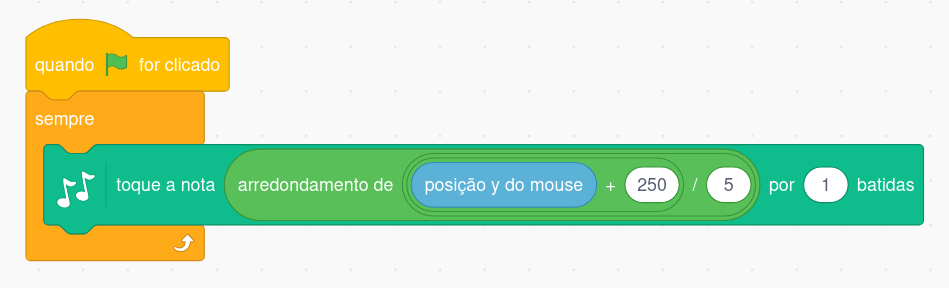 quando for clicado
sempre
toque a nota arredondamento de posição y do mouse + 250 / 5 por 1 batidas